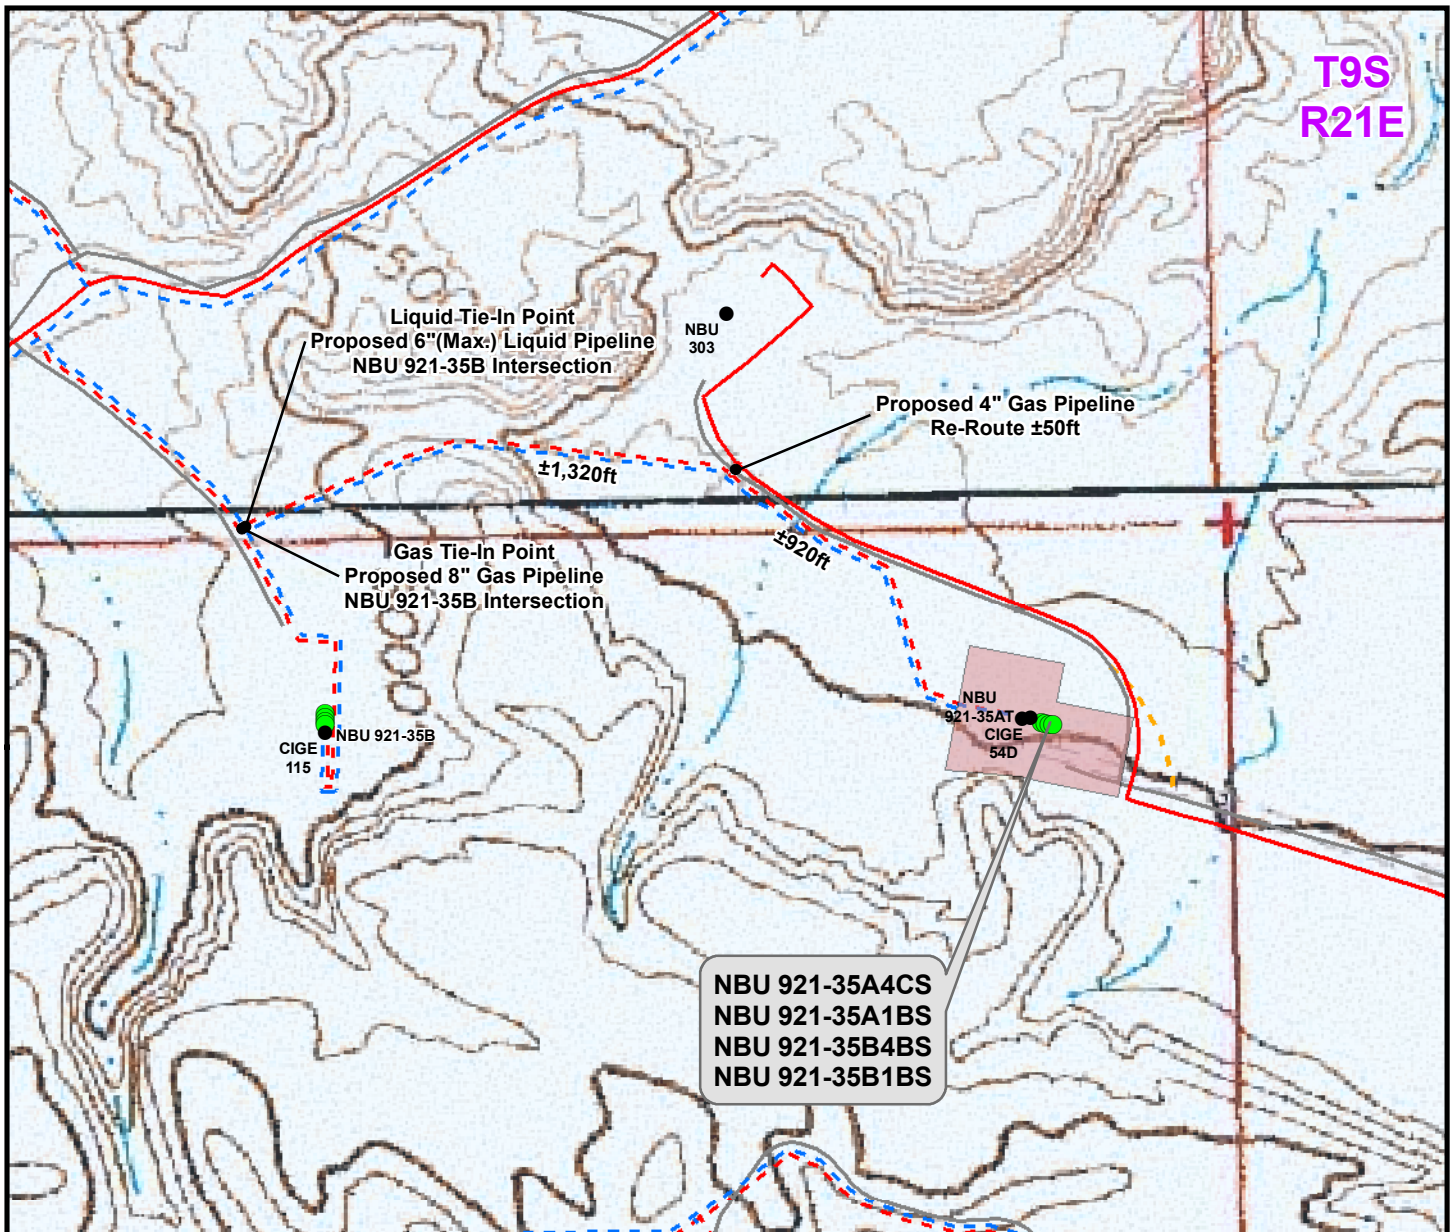 T9S
R21E
Liquid Tie-In Point
Proposed 6"(Max.) Liquid Pipeline
NBU 921-35B Intersection
NBU
303
Proposed 4" Gas Pipeline
Re-Route ±50ft
±1,320ft
±920ft
Gas Tie-In Point
Proposed 8" Gas Pipeline
NBU 921-35B Intersection
NBU
921-35AT
CIGE
54D
NBU 921-35B
CIGE
115
NBU 921-35A4CS
NBU 921-35A1BS
NBU 921-35B4BS
NBU 921-35B1BS